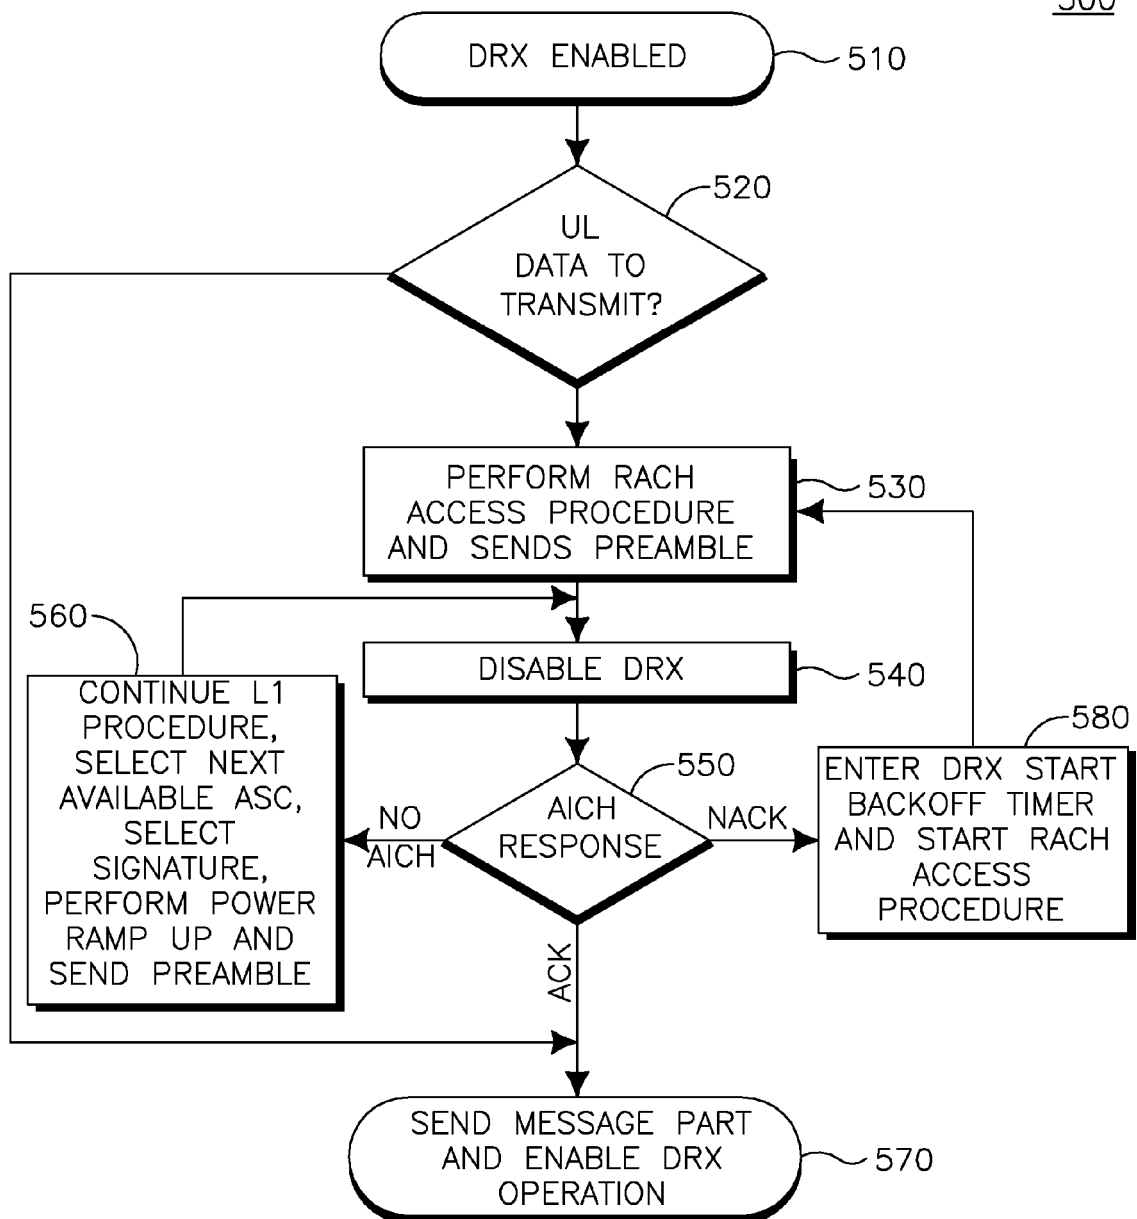 500
DRX ENABLED
510
520
UL
DATA TO
TRANSMIT?
PERFORM RACH
ACCESS PROCEDURE
AND SENDS PREAMBLE
530
560
DISABLE DRX
540
CONTINUE L1
PROCEDURE,
SELECT NEXT
AVAILABLE ASC,
SELECT
SIGNATURE,
PERFORM POWER
RAMP UP AND
SEND PREAMBLE
NO
AICH
550
AICH
RESPONSE
NACK
580
ENTER DRX START
BACKOFF TIMER
AND START RACH
ACCESS
PROCEDURE
ACK
SEND MESSAGE PART
AND ENABLE DRX
OPERATION
570